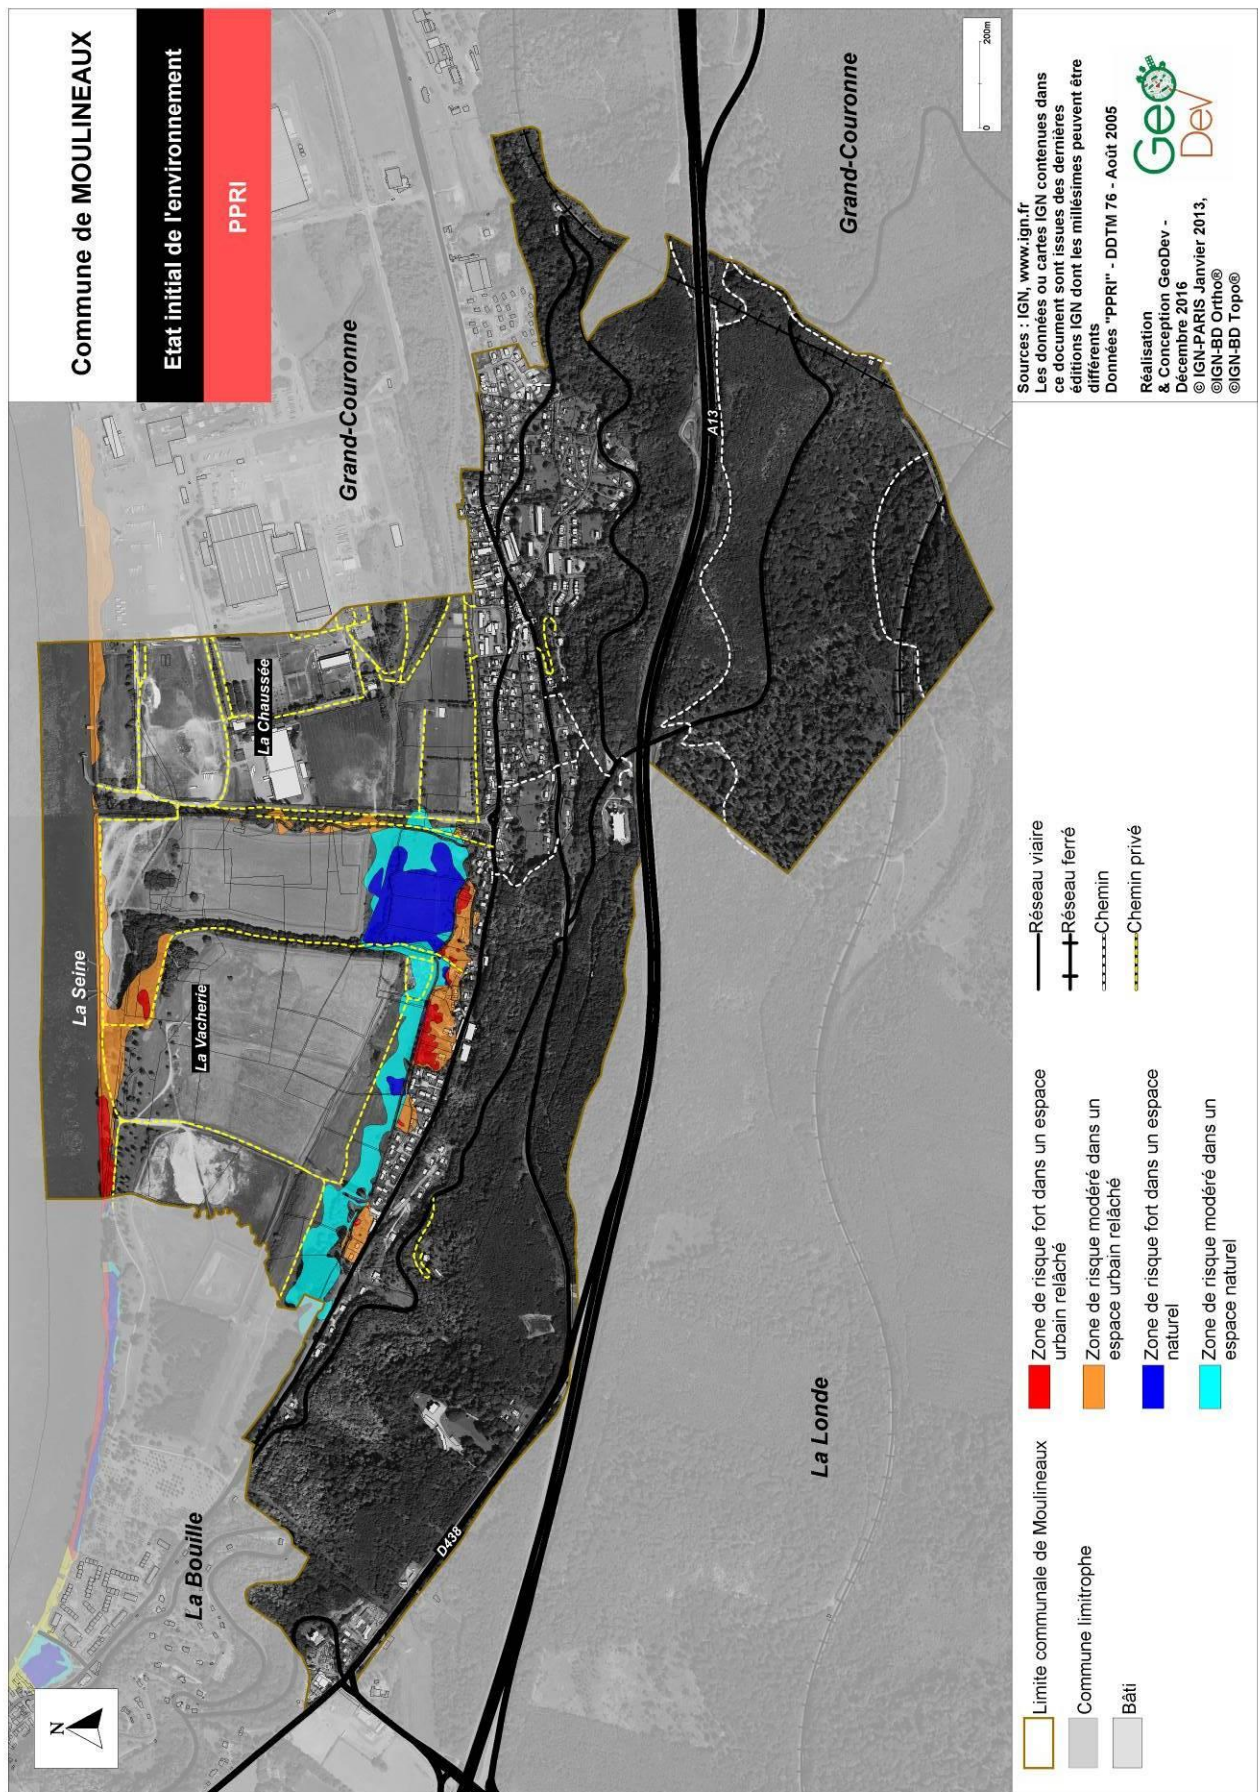 Commune de MOULINEAUX
Etat initial de l'environnement
PPRI
N
La Bouille
La Seine
La Vacherie
La Chaussée
Grand-Couronne
Grand-Couronne
La Londe
D438
A13
0
200m
Limite communale de Moulineaux
Commune limitrophe
Bâti
Zone de risque fort dans un espace
urbain relâché
Zone de risque modéré dans un
espace urbain relâché
Zone de risque fort dans un espace
naturel
Zone de risque modéré dans un
espace naturel
Réseau viaire
Réseau ferré
Chemin
Chemin privé
Sources : IGN, www.ign.fr
Les données ou cartes IGN contenues dans
ce document sont issues des dernières
éditions IGN dont les millésimes peuvent être
différents
Données "PPRI" - DDTM 76 - Août 2005
Réalisation
& Conception GeoDev -
Décembre 2016
© IGN-PARIS Janvier 2013,
©IGN-BD Ortho®
©IGN-BD Topo®
Geo
Dev